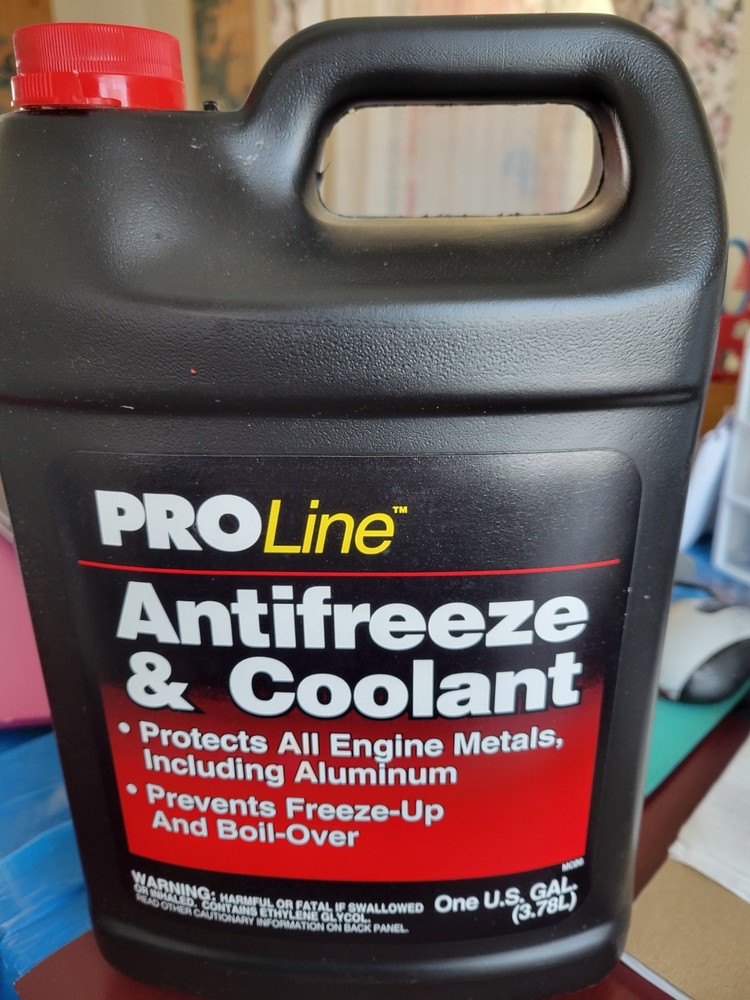 PROLine™
Antifreeze
& Coolant
• Protects All Engine Metals,
Including Aluminum
• Prevents Freeze-Up
And Boil-Over
WARNING: HARMFUL OR FATAL IF SWALLOWED
OR INHALED. CONTAINS ETHYLENE GLYCOL.
READ OTHER CAUTIONARY INFORMATION ON BACK PANEL.
One U.S. GAL.
(3.78L)